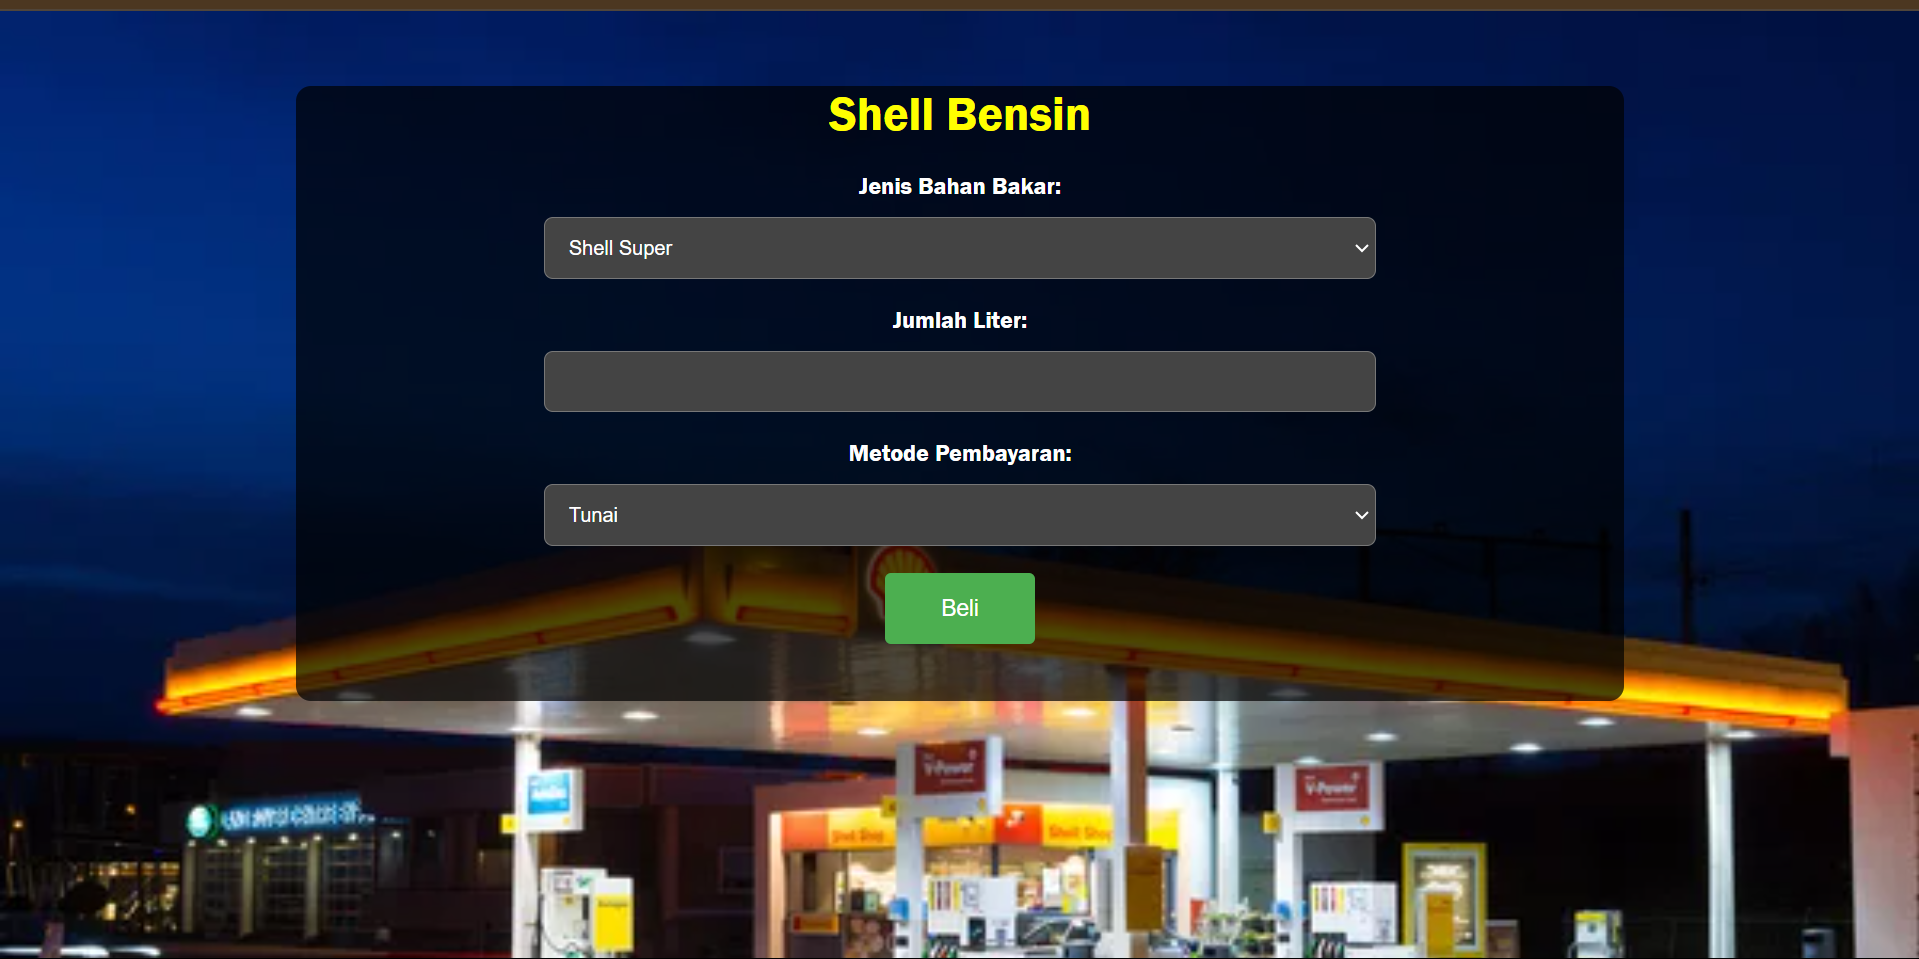 Shell Bensin
Jenis Bahan Bakar:
Shell Super
Jumlah Liter:
Metode Pembayaran:
Tunai
Beli
V-Power
V-Power
Shell Shop
Shell Shop